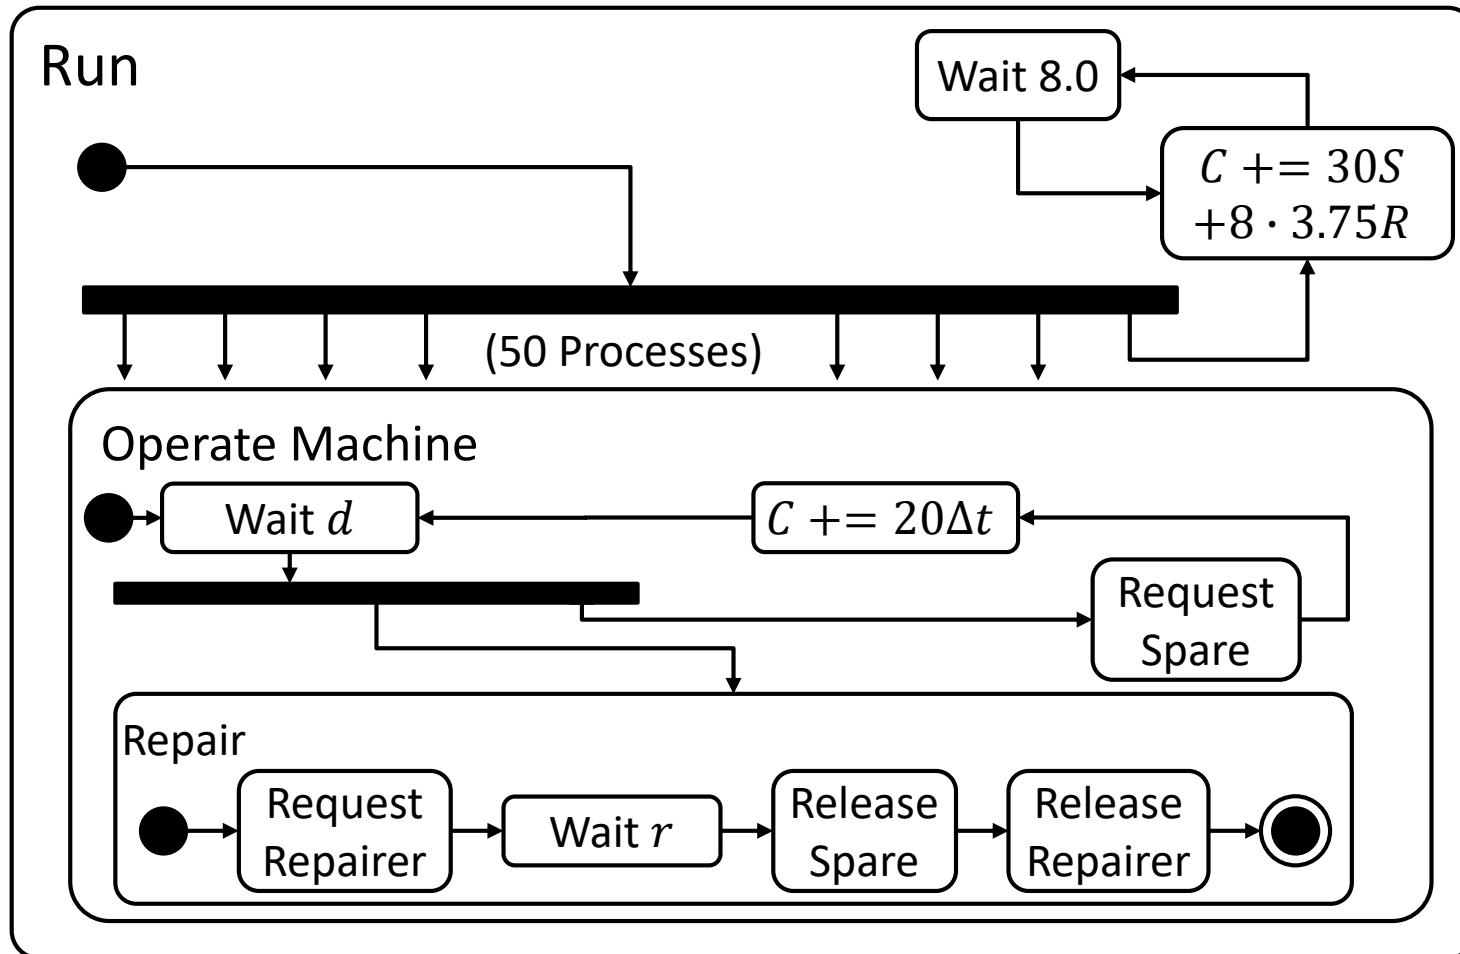 Run
Wait 8.0
C += 30S
+8 · 3.75R
(50 Processes)
Operate Machine
Wait d
C += 20Δt
Request
Spare
Repair
Request
Repairer
Wait r
Release
Spare
Release
Repairer